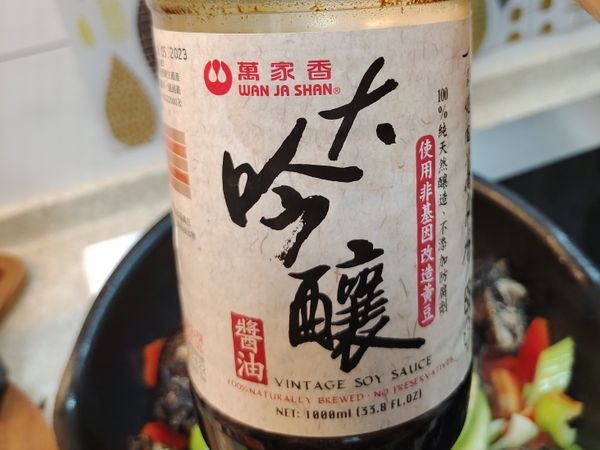 2023
萬家香
WAN JA SHAN®
大吟釀
醬油
100%純天然釀造、不添加防腐劑
使用非基因改造黃豆
VINTAGE SOY SAUCE
100% NATURALLY BREWED · NO PRESERVATIVES
NET: 1000ml (33.8 FL.OZ)